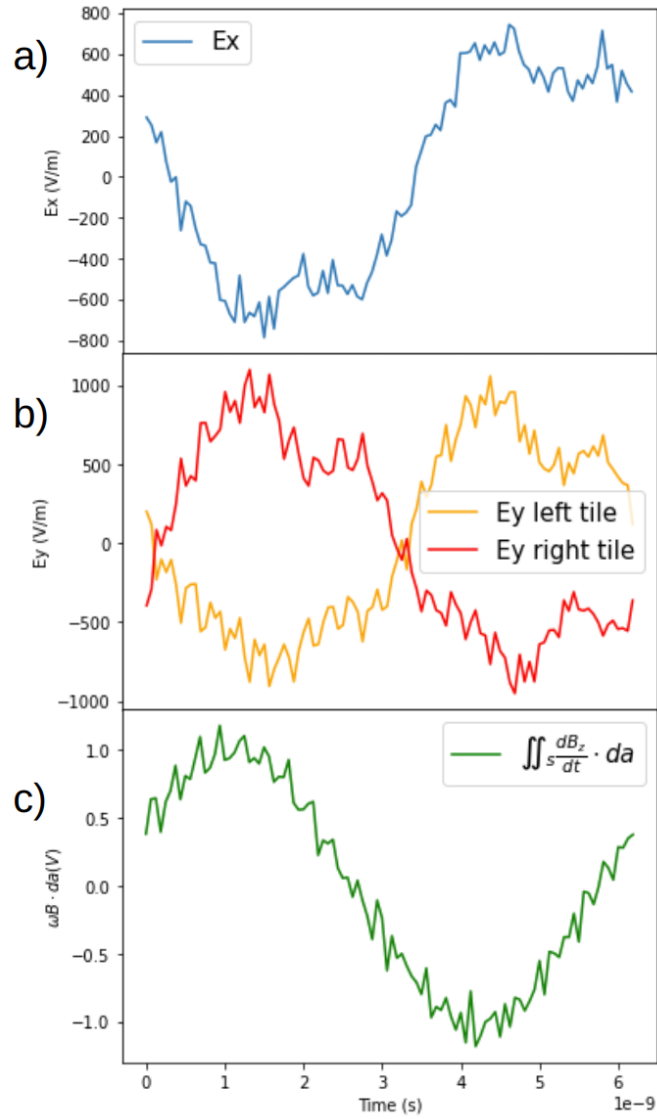 a)
Ex
800
600
400
200
0
−200
−400
−600
−800
Ex (V/m)
b)
1000
500
0
−500
−1000
Ey (V/m)
Ey left tile
Ey right tile
c)
1.0
0.5
0.0
−0.5
−1.0
ωB · da(V)
∬s dBz/dt · da
0 1 2 3 4 5 6
Time (s)
1e−9